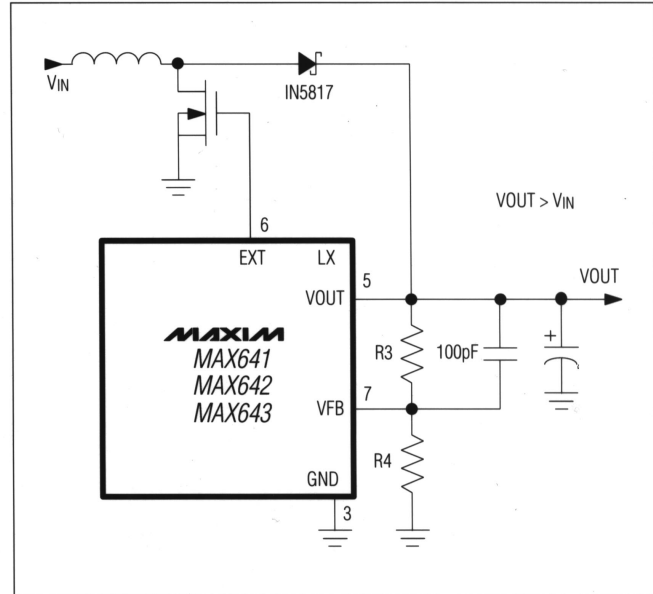 VIN
IN5817
VOUT > VIN
6
EXT
LX
5
VOUT
VOUT
MAXIM
MAX641
MAX642
MAX643
R3
100pF
+
7
VFB
R4
GND
3